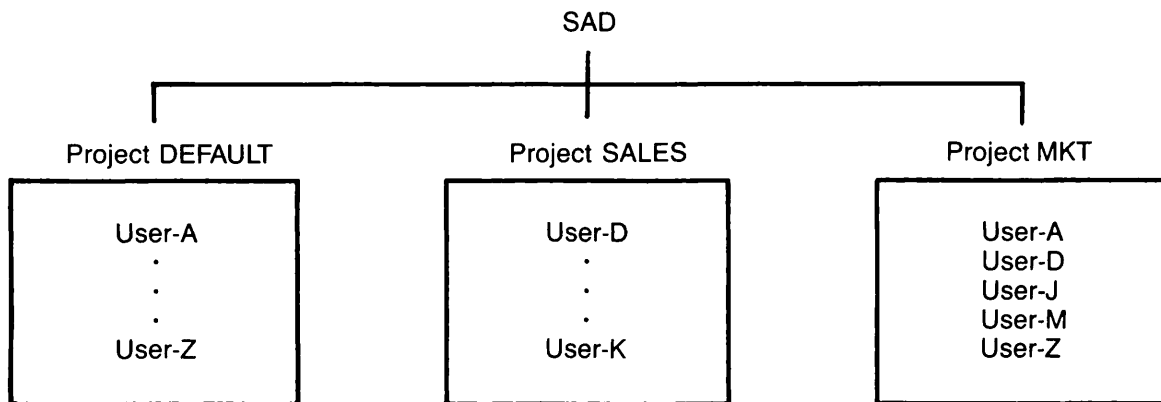 SAD
Project DEFAULT
User-A
.
.
.
User-Z
Project SALES
User-D
.
.
.
User-K
Project MKT
User-A
User-D
User-J
User-M
User-Z